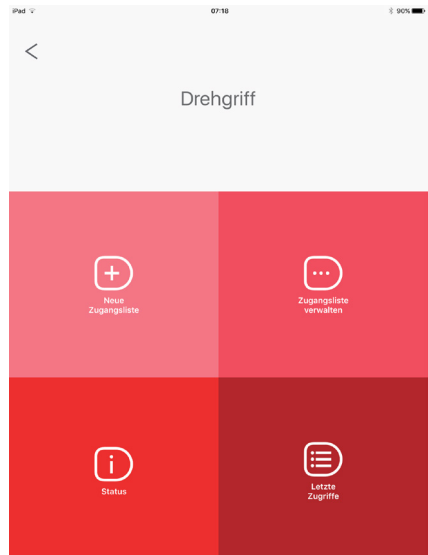 iPad 07:18 90%
Drehgriff
Neue
Zugangsliste
Zugangsliste
verwalten
Status
Letzte
Zugriffe